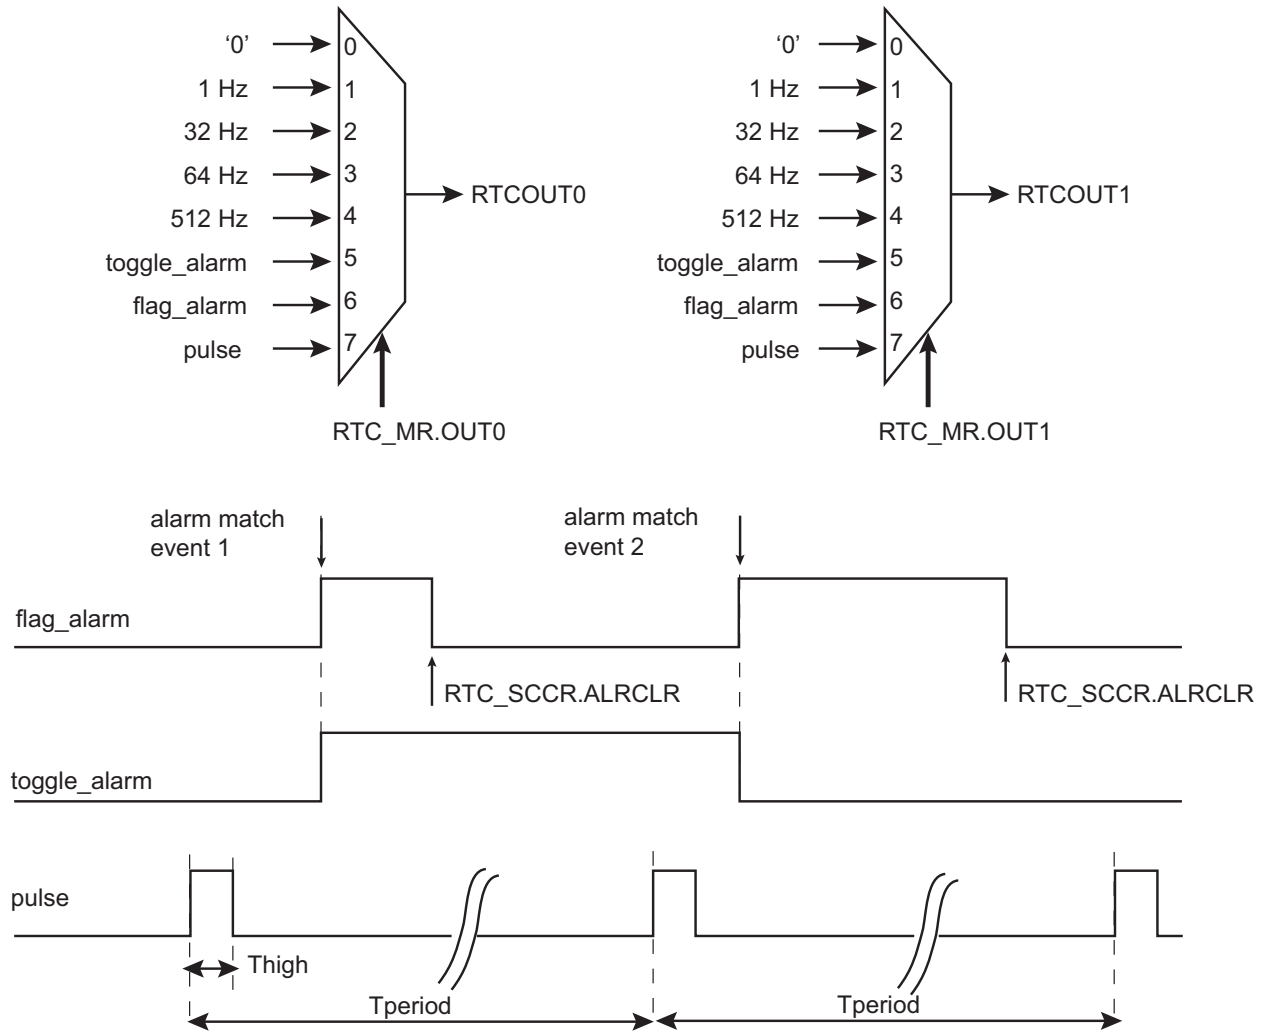 ‘0’ 0 ‘0’ 0
1 Hz 1 1 Hz 1
32 Hz 2 32 Hz 2
64 Hz 3 64 Hz 3
RTCOUT0 RTCOUT1
512 Hz 4 512 Hz 4
toggle_alarm 5 toggle_alarm 5
flag_alarm 6 flag_alarm 6
pulse 7 pulse 7
RTC_MR.OUT0 RTC_MR.OUT1
alarm match alarm match
event 1 event 2
flag_alarm
RTC_SCCR.ALRCLR RTC_SCCR.ALRCLR
toggle_alarm
pulse
Thigh
Tperiod Tperiod